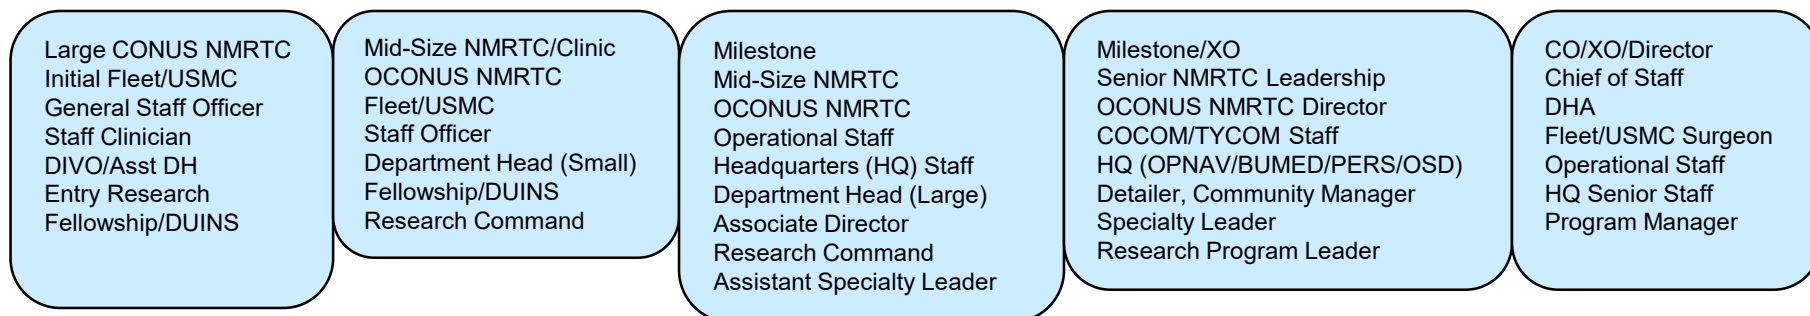 Large CONUS NMRTC
Initial Fleet/USMC
General Staff Officer
Staff Clinician
DIVO/Asst DH
Entry Research
Fellowship/DUINS
Mid-Size NMRTC/Clinic
OCONUS NMRTC
Fleet/USMC
Staff Officer
Department Head (Small)
Fellowship/DUINS
Research Command
Milestone
Mid-Size NMRTC
OCONUS NMRTC
Operational Staff
Headquarters (HQ) Staff
Department Head (Large)
Associate Director
Research Command
Assistant Specialty Leader
Milestone/XO
Senior NMRTC Leadership
OCONUS NMRTC Director
COCOM/TYCOM Staff
HQ (OPNAV/BUMED/PERS/OSD)
Detailer, Community Manager
Specialty Leader
Research Program Leader
CO/XO/Director
Chief of Staff
DHA
Fleet/USMC Surgeon
Operational Staff
HQ Senior Staff
Program Manager